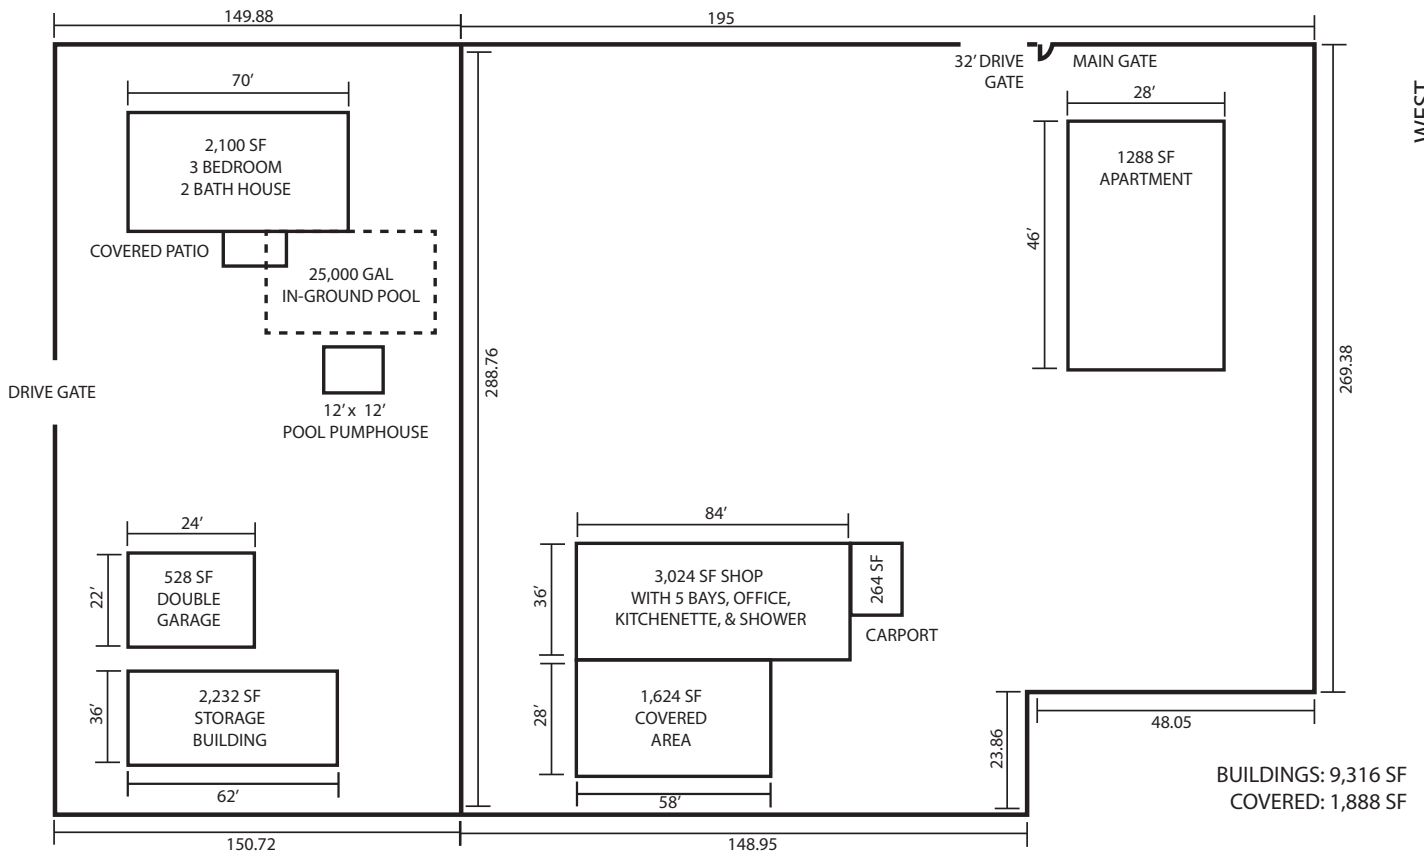 149.88
195
32' DRIVE
GATE
MAIN GATE
WEST
70'
2,100 SF
3 BEDROOM
2 BATH HOUSE
28'
46'
1288 SF
APARTMENT
COVERED PATIO
25,000 GAL
IN-GROUND POOL
288.76
269.38
DRIVE GATE
12' x 12'
POOL PUMPHOUSE
24'
22'
528 SF
DOUBLE
GARAGE
84'
36'
3,024 SF SHOP
WITH 5 BAYS, OFFICE,
KITCHENETTE, & SHOWER
264 SF
CARPORT
36'
2,232 SF
STORAGE
BUILDING
62'
28'
1,624 SF
COVERED
AREA
58'
23.86
48.05
BUILDINGS: 9,316 SF
COVERED: 1,888 SF
150.72
148.95